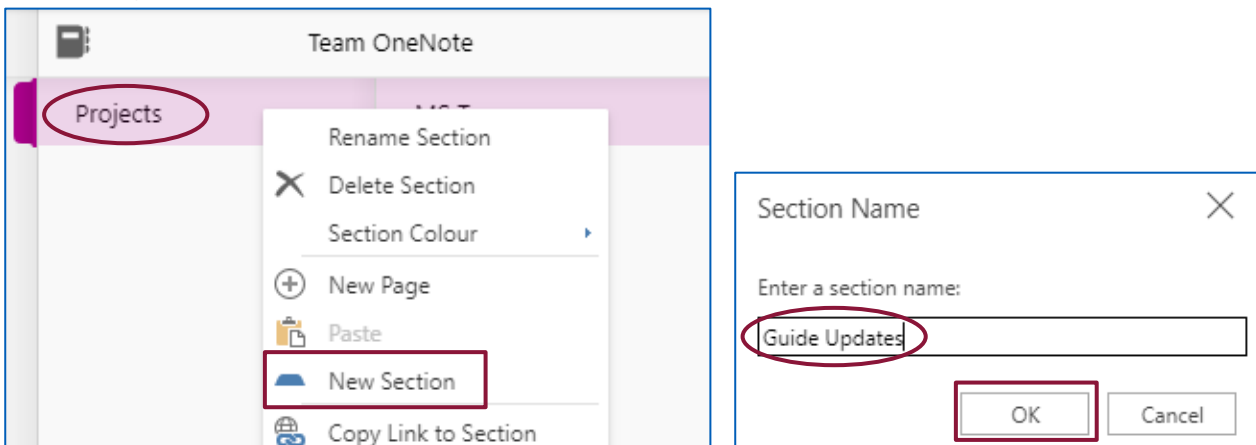 Team OneNote
Projects
Rename Section
Delete Section
Section Colour
New Page
Paste
New Section
Copy Link to Section
Section Name
Enter a section name:
Guide Updates
OK Cancel